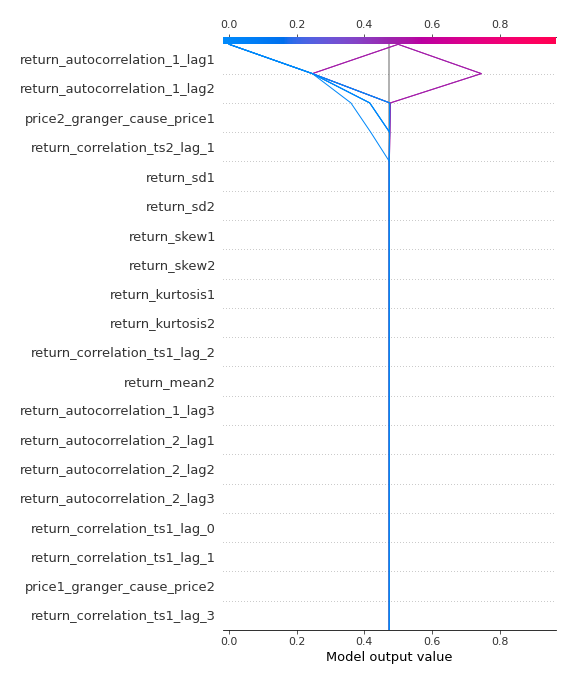 0.0 0.2 0.4 0.6 0.8
return_autocorrelation_1_lag1
return_autocorrelation_1_lag2
price2_granger_cause_price1
return_correlation_ts2_lag_1
return_sd1
return_sd2
return_skew1
return_skew2
return_kurtosis1
return_kurtosis2
return_correlation_ts1_lag_2
return_mean2
return_autocorrelation_1_lag3
return_autocorrelation_2_lag1
return_autocorrelation_2_lag2
return_autocorrelation_2_lag3
return_correlation_ts1_lag_0
return_correlation_ts1_lag_1
price1_granger_cause_price2
return_correlation_ts1_lag_3
0.0 0.2 0.4 0.6 0.8
Model output value